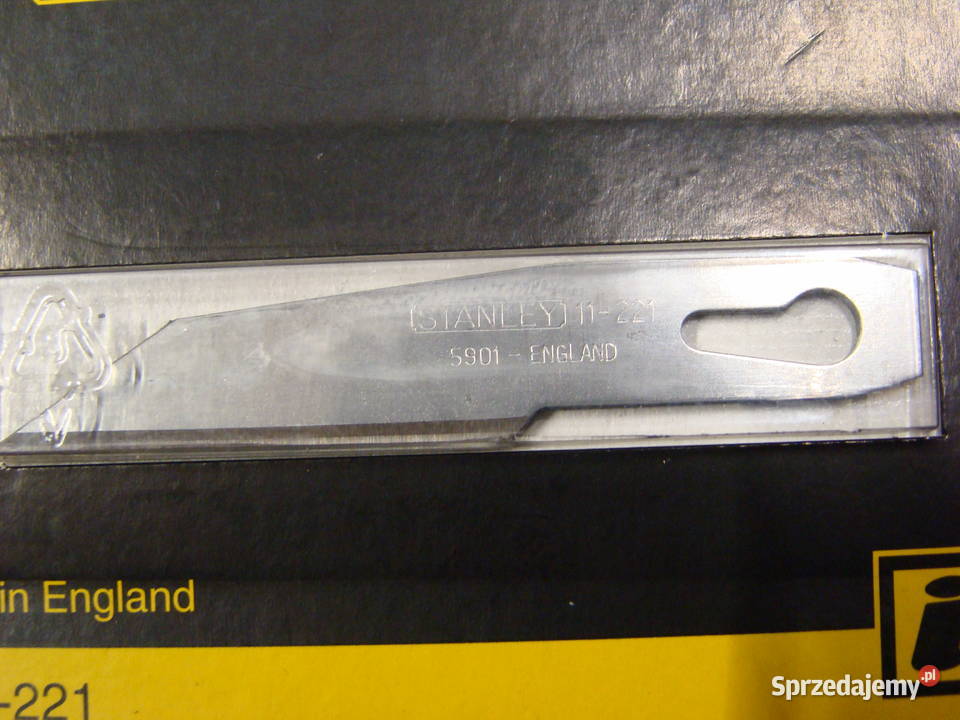 STANLEY 11-221
5901 - ENGLAND
in England
-221
Sprzedajemy.pl